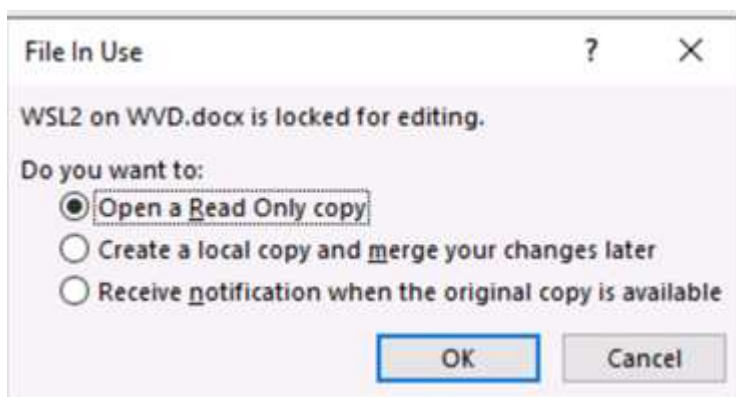 File In Use ?
WSL2 on WVD.docx is locked for editing.
Do you want to:
Open a Read Only copy
Create a local copy and merge your changes later
Receive notification when the original copy is available
OK Cancel